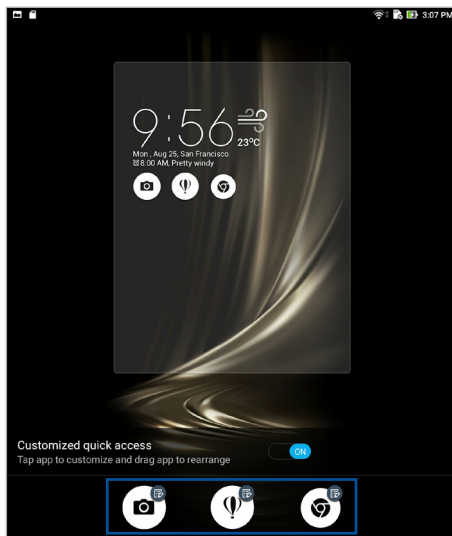 3:07 PM
9:56
23°C
Mon , Aug 25, San Francisco
8:00 AM, Pretty windy
Customized quick access
ON
Tap app to customize and drag app to rearrange